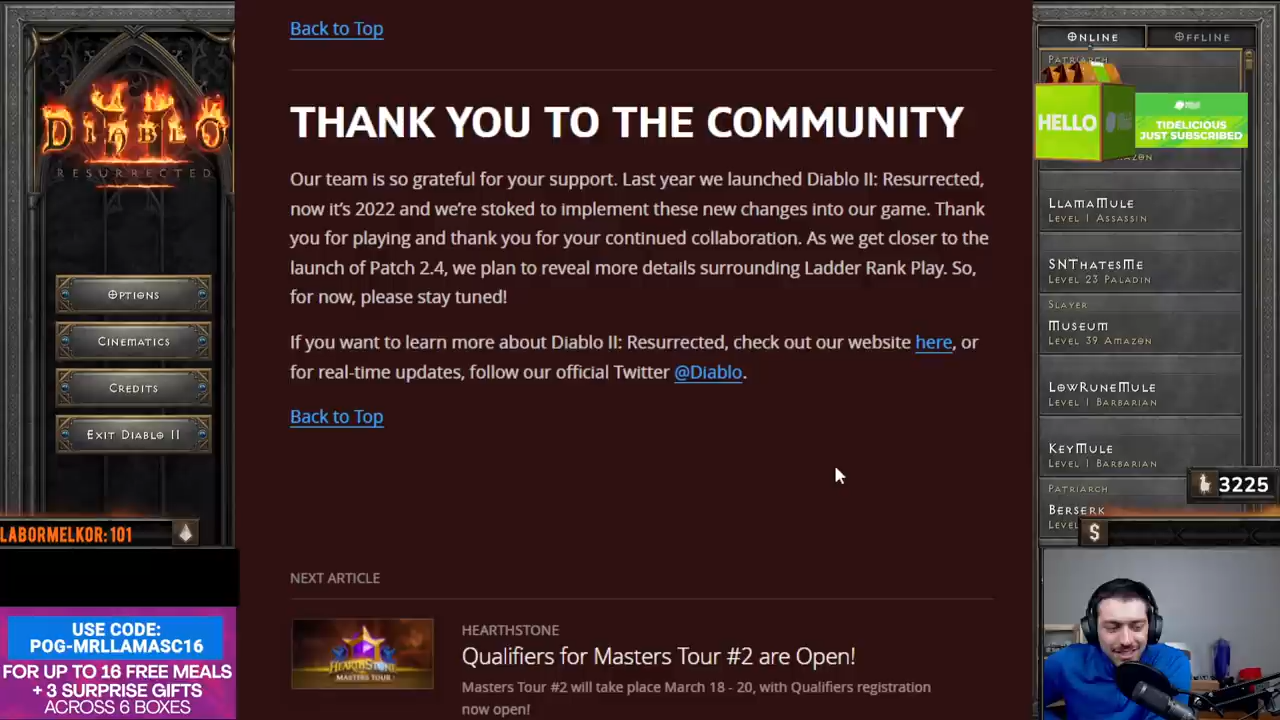 DIABLO
II
RESURRECTED
Options
Cinematics
Credits
Exit Diablo II
LABORMELKOR: 101
USE CODE:
POG-MRLLAMASC16
FOR UP TO 16 FREE MEALS
+ 3 SURPRISE GIFTS
ACROSS 6 BOXES
Back to Top
THANK YOU TO THE COMMUNITY
Our team is so grateful for your support. Last year we launched Diablo II: Resurrected,
now it's 2022 and we're stoked to implement these new changes into our game. Thank
you for playing and thank you for your continued collaboration. As we get closer to the
launch of Patch 2.4, we plan to reveal more details surrounding Ladder Rank Play. So,
for now, please stay tuned!
If you want to learn more about Diablo II: Resurrected, check out our website here, or
for real-time updates, follow our official Twitter @Diablo.
Back to Top
NEXT ARTICLE
HEARTHSTONE
MASTERS TOUR
HEARTHSTONE
Qualifiers for Masters Tour #2 are Open!
Masters Tour #2 will take place March 18 - 20, with Qualifiers registration
now open!
Online
Offline
Patriarch
HELLO
TIDELICIOUS
JUST SUBSCRIBED
Amazon
LlamaMule
Level 1 Assassin
SNThatesMe
Level 23 Paladin
Slayer
Museum
Level 39 Amazon
LowRuneMule
Level 1 Barbarian
KeyMule
Level 1 Barbarian
3225
Patriarch
Berserk
Level
$